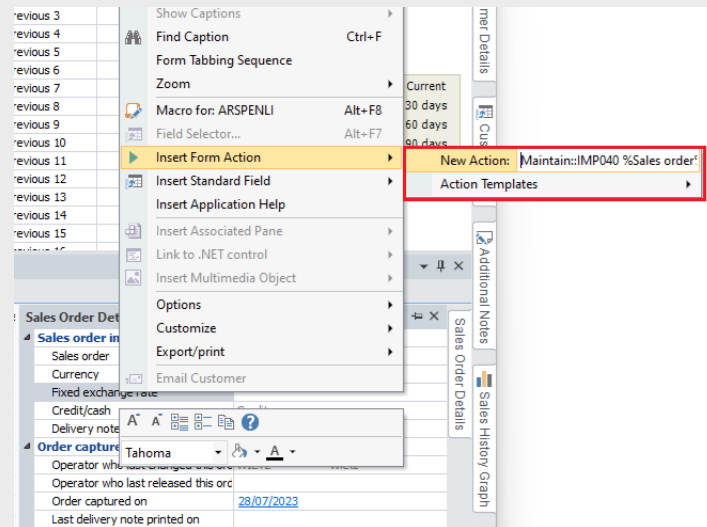 revious 3
revious 4
revious 5
revious 6
revious 7
revious 8
revious 9
revious 10
revious 11
revious 12
revious 13
revious 14
revious 15
Show Captions
Find Caption Ctrl+F
Form Tabbing Sequence
Zoom
Macro for: ARSPENLI Alt+F8
Field Selector... Alt+F7
Insert Form Action
Insert Standard Field
Insert Application Help
Insert Associated Pane
Link to .NET control
Insert Multimedia Object
Options
Customize
Export/print
Email Customer
Current
30 days
60 days
90 days
New Action: Maintain::IMP040 %Sales order%
Action Templates
mer Details
Cus
Additional Notes
Sales Order Details
Sales History Graph
Sales Order Det
Sales order in
Sales order
Currency
Fixed exchange rate
Credit/cash
Delivery note
Order capture
Operator who last changed this ord
Operator who last released this ord
Order captured on 28/07/2023
Last delivery note printed on
Tahoma